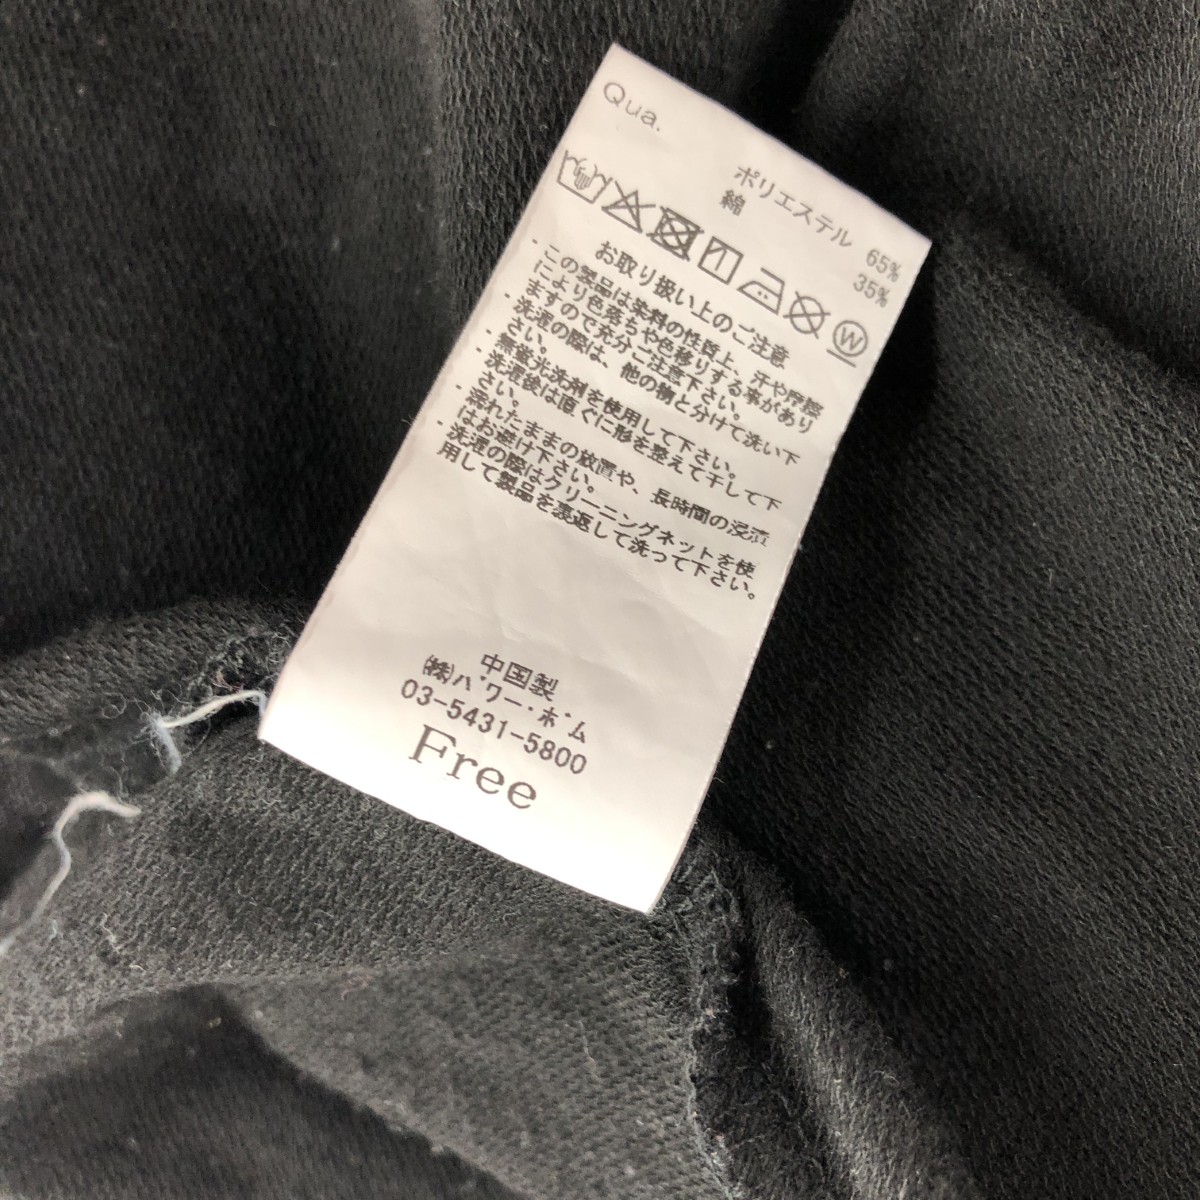 Qua.
ポリエステル 65%
綿 35%
W
お取り扱い上のご注意
・この製品は染料の性質上、汗や摩擦
により色落ちや色移りする事があり
ますので充分ご注意下さい。
・洗濯の際は、他の物と分けて洗い下
さい。
無蛍光洗剤を使用して下さい。
・洗濯後は直ぐに形を整えて干して下
さい。
濡れたままの放置や、長時間の浸漬
はお避け下さい。
・洗濯の際はクリーニングネットを使
用して製品を裏返して洗って下さい。
中国製
(株)パワー・ホーム
03-5431-5800
Free